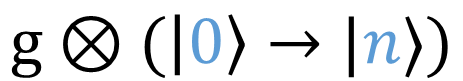 g ⊗ (|0⟩ → |n⟩)